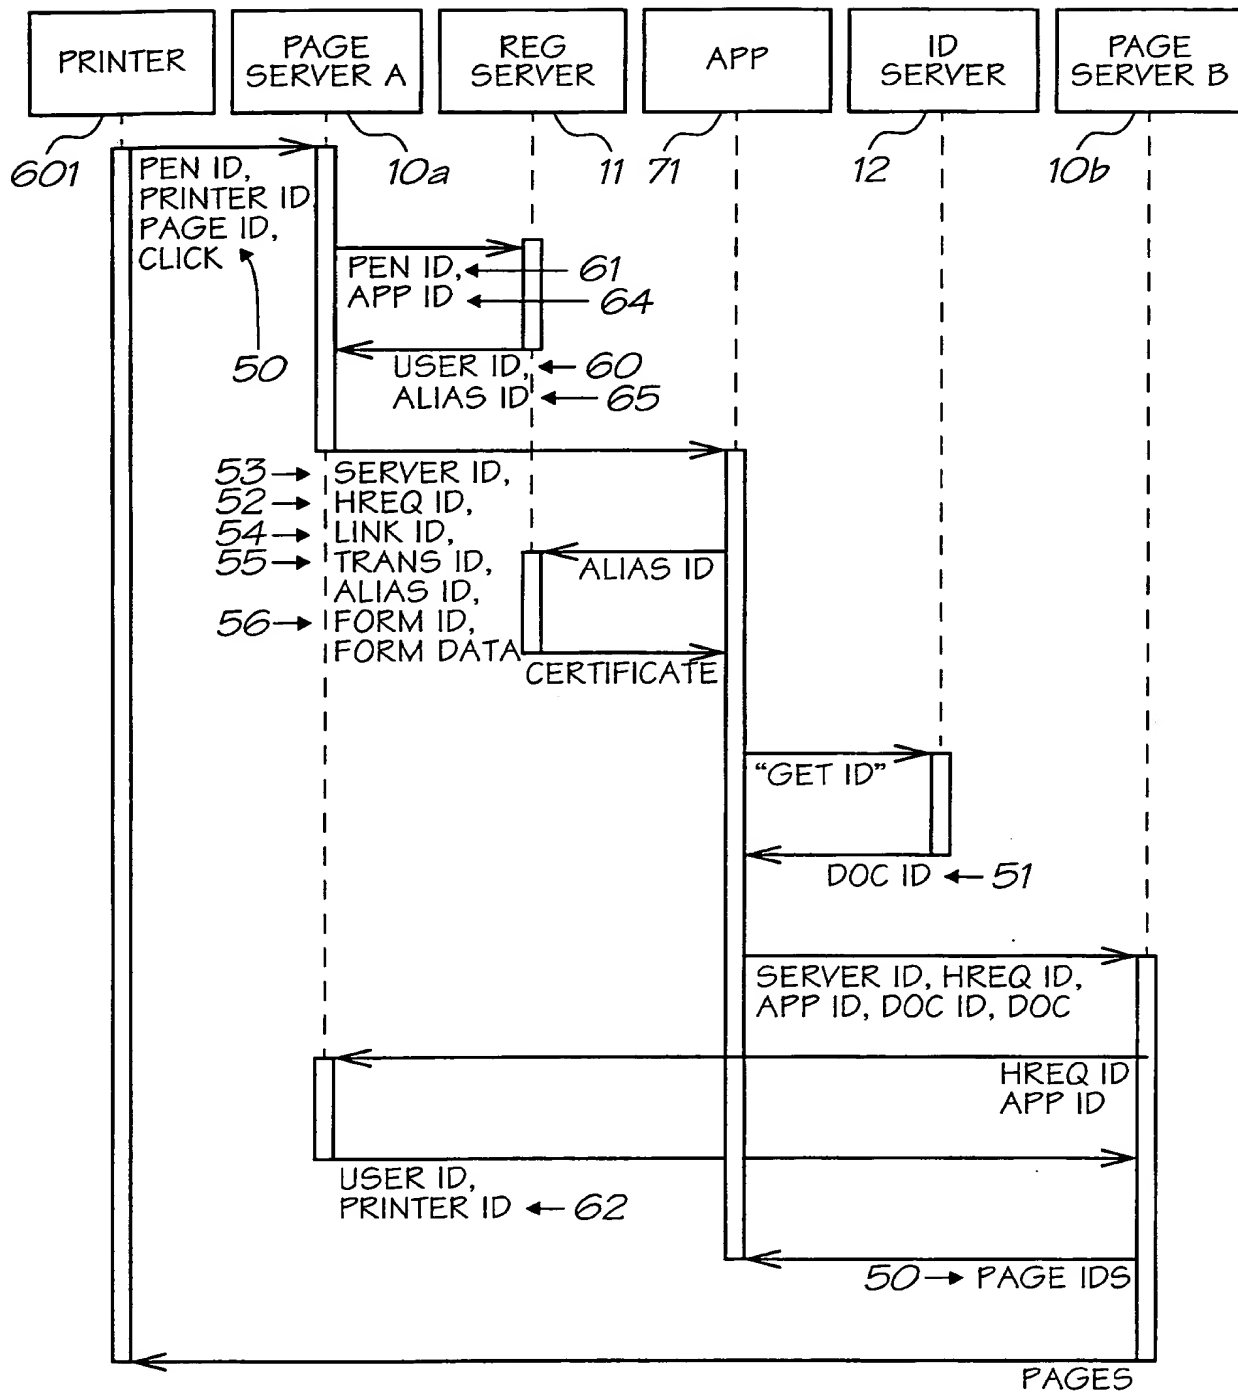 PRINTER
PAGE
SERVER A
REG
SERVER
APP
ID
SERVER
PAGE
SERVER B
601
10a
11
71
12
10b
PEN ID,
PRINTER ID
PAGE ID,
CLICK
50
PEN ID, 61
APP ID 64
USER ID, 60
ALIAS ID 65
53 SERVER ID,
52 HREQ ID,
54 LINK ID,
55 TRANS ID,
ALIAS ID,
56 FORM ID,
FORM DATA
ALIAS ID
CERTIFICATE
“GET ID”
DOC ID 51
SERVER ID, HREQ ID,
APP ID, DOC ID, DOC
HREQ ID
APP ID
USER ID,
PRINTER ID 62
50 PAGE IDS
PAGES